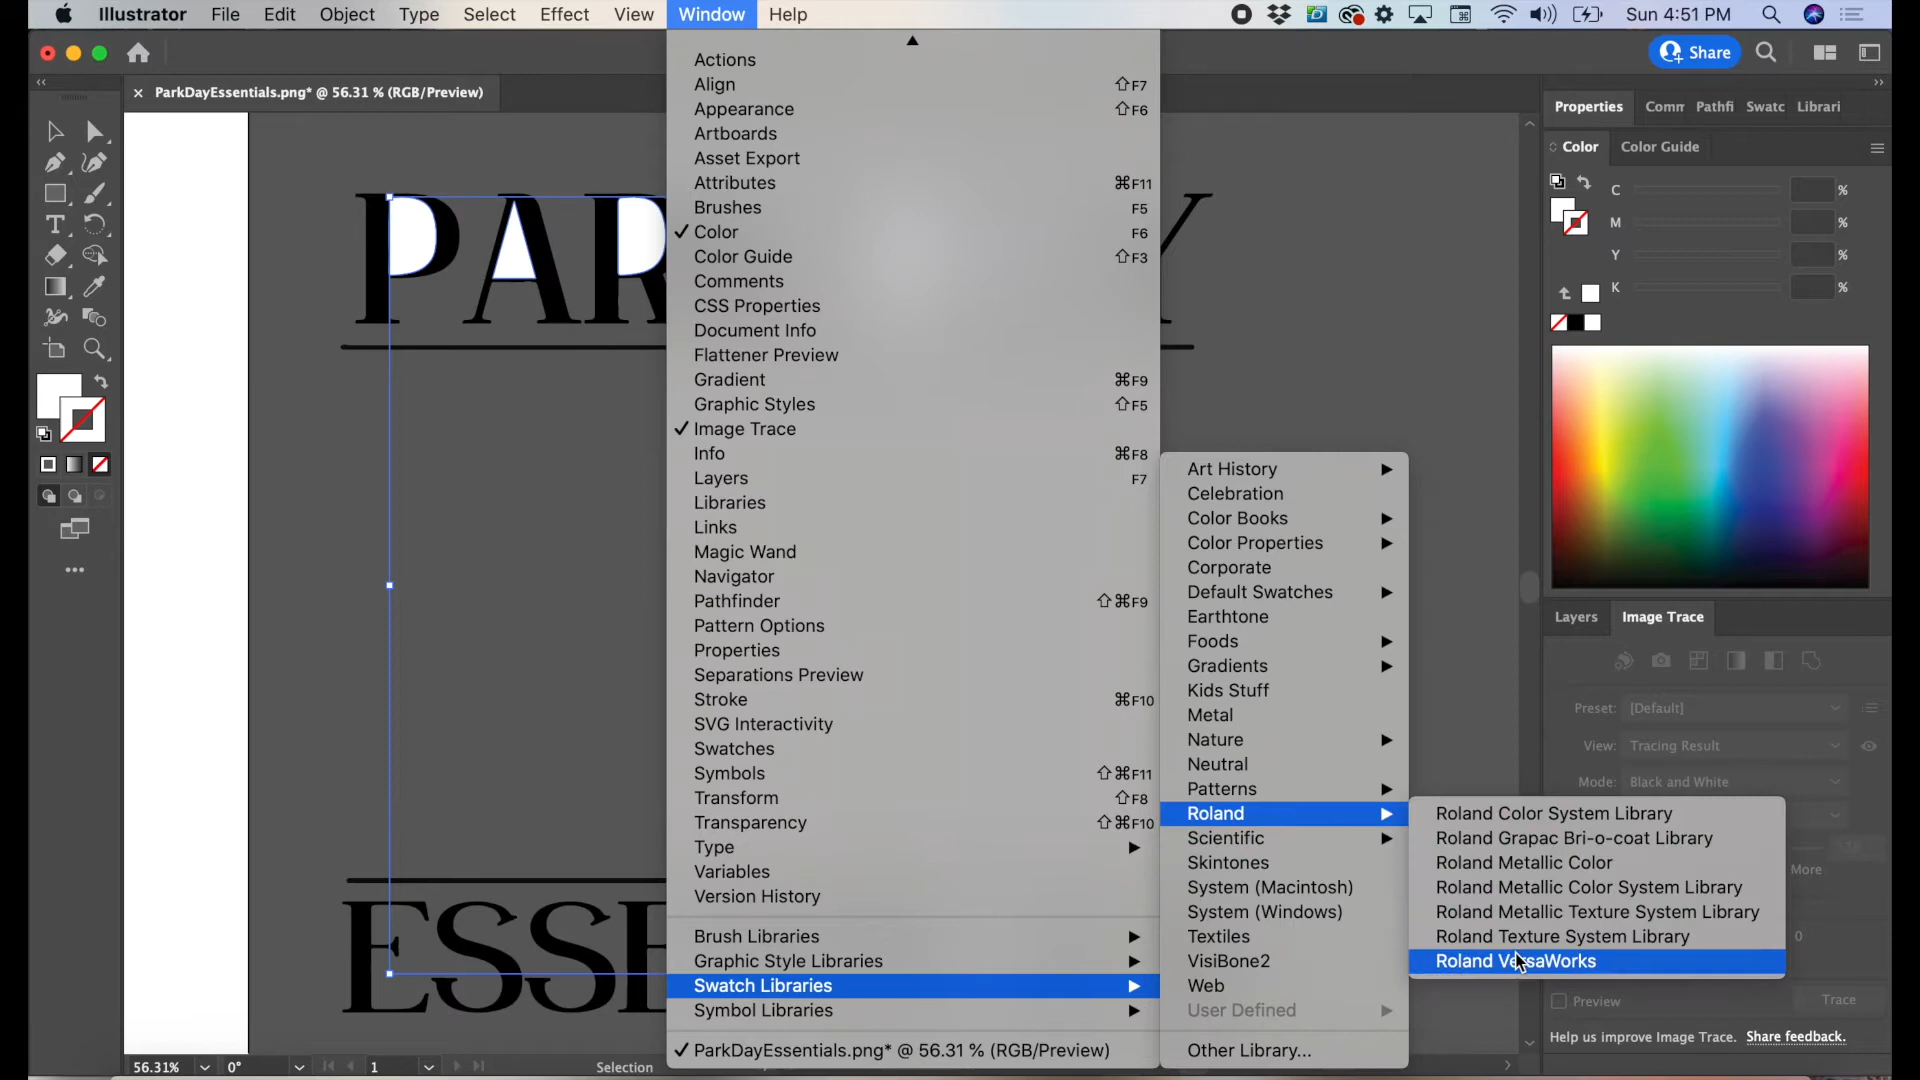 Illustrator File Edit Object Type Select Effect View Window Help Sun 4:51 PM
Share
× ParkDayEssentials.png* @ 56.31 % (RGB/Preview)
PAR Y
ESSE
Actions
Align ⇧F7
Appearance ⇧F6
Artboards
Asset Export
Attributes ⌘F11
Brushes F5
✓ Color F6
Color Guide ⇧F3
Comments
CSS Properties
Document Info
Flattener Preview
Gradient ⌘F9
Graphic Styles ⇧F5
✓ Image Trace
Info ⌘F8
Layers F7
Libraries
Links
Magic Wand
Navigator
Pathfinder ⇧⌘F9
Pattern Options
Properties
Separations Preview
Stroke ⌘F10
SVG Interactivity
Swatches
Symbols ⇧⌘F11
Transform ⇧F8
Transparency ⇧⌘F10
Type
Variables
Version History
Brush Libraries
Graphic Style Libraries
Swatch Libraries
Symbol Libraries
✓ ParkDayEssentials.png* @ 56.31 % (RGB/Preview)
Art History
Celebration
Color Books
Color Properties
Corporate
Default Swatches
Earthtone
Foods
Gradients
Kids Stuff
Metal
Nature
Neutral
Patterns
Roland
Scientific
Skintones
System (Macintosh)
System (Windows)
Textiles
VisiBone2
Web
User Defined
Other Library...
Roland Color System Library
Roland Grapac Bri-o-coat Library
Roland Metallic Color
Roland Metallic Color System Library
Roland Metallic Texture System Library
Roland Texture System Library
Roland VersaWorks
Properties Comm Pathfi Swatc Librari
Color Color Guide
C %
M %
Y %
K %
Layers Image Trace
Preset: [Default]
View: Tracing Result
Mode: Black and White
More
0
Preview Trace
Help us improve Image Trace. Share feedback.
56.31% 0° 1 Selection